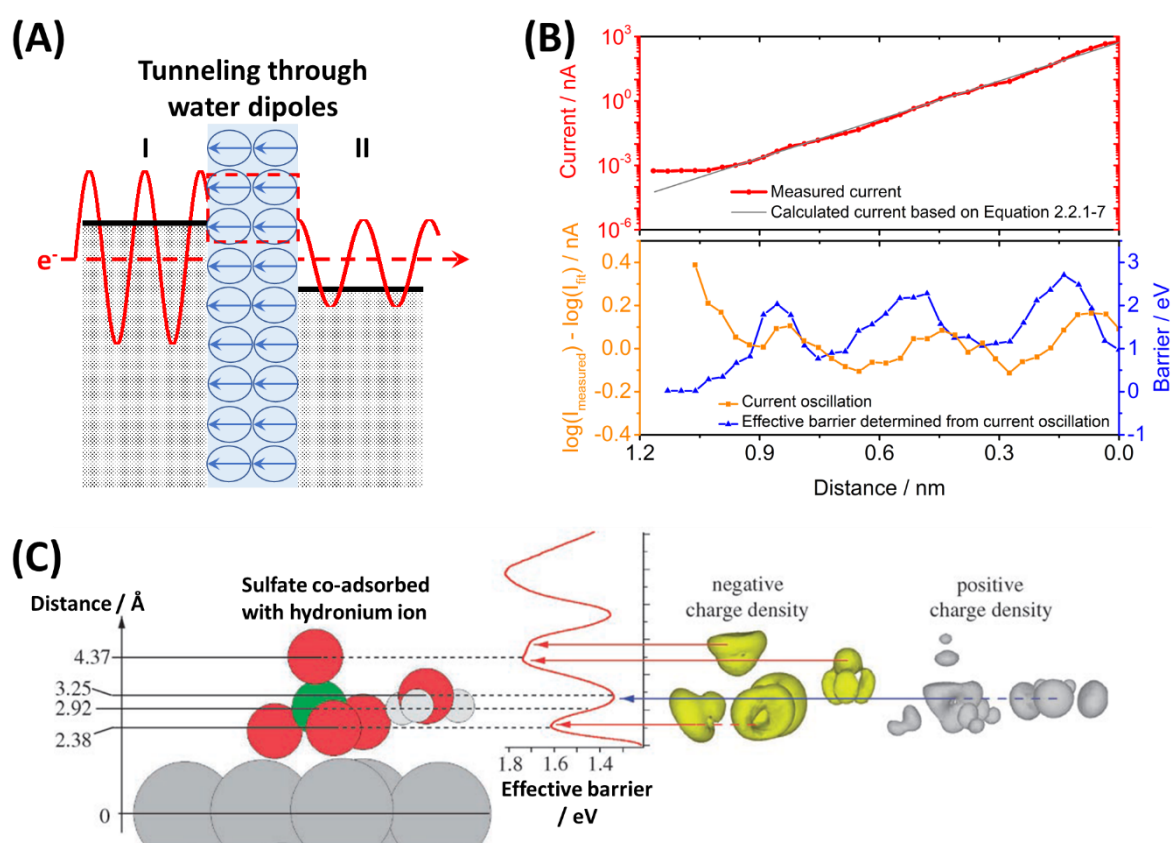 (A)
Tunneling through
water dipoles
I
II
e⁻
(B)
Current / nA
10³
10⁰
10⁻³
10⁻⁶
Measured current
Calculated current based on Equation 2.2.1-7
log(I_measured) - log(I_fit) / nA
0.4
0.2
0.0
-0.2
-0.4
Current oscillation
Effective barrier determined from current oscillation
3
2
1
0
-1
Barrier / eV
1.2
0.9
0.6
0.3
0.0
Distance / nm
(C)
Distance / Å
Sulfate co-adsorbed
with hydronium ion
4.37
3.25
2.92
2.38
0
1.8 1.6 1.4
Effective barrier
/ eV
negative
charge density
positive
charge density